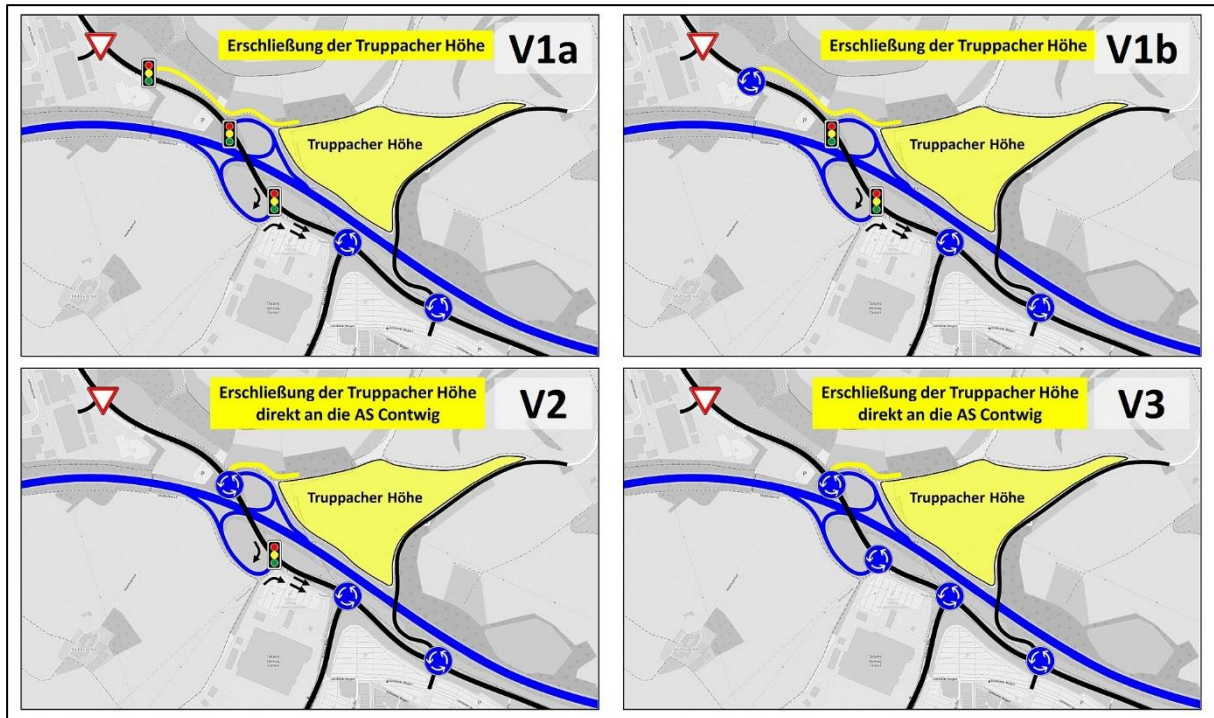 Erschließung der Truppacher Höhe
V1a
Truppacher Höhe
P
Erschließung der Truppacher Höhe
V1b
Truppacher Höhe
P
Erschließung der Truppacher Höhe
direkt an die AS Contwig
V2
Truppacher Höhe
P
Erschließung der Truppacher Höhe
direkt an die AS Contwig
V3
Truppacher Höhe
P